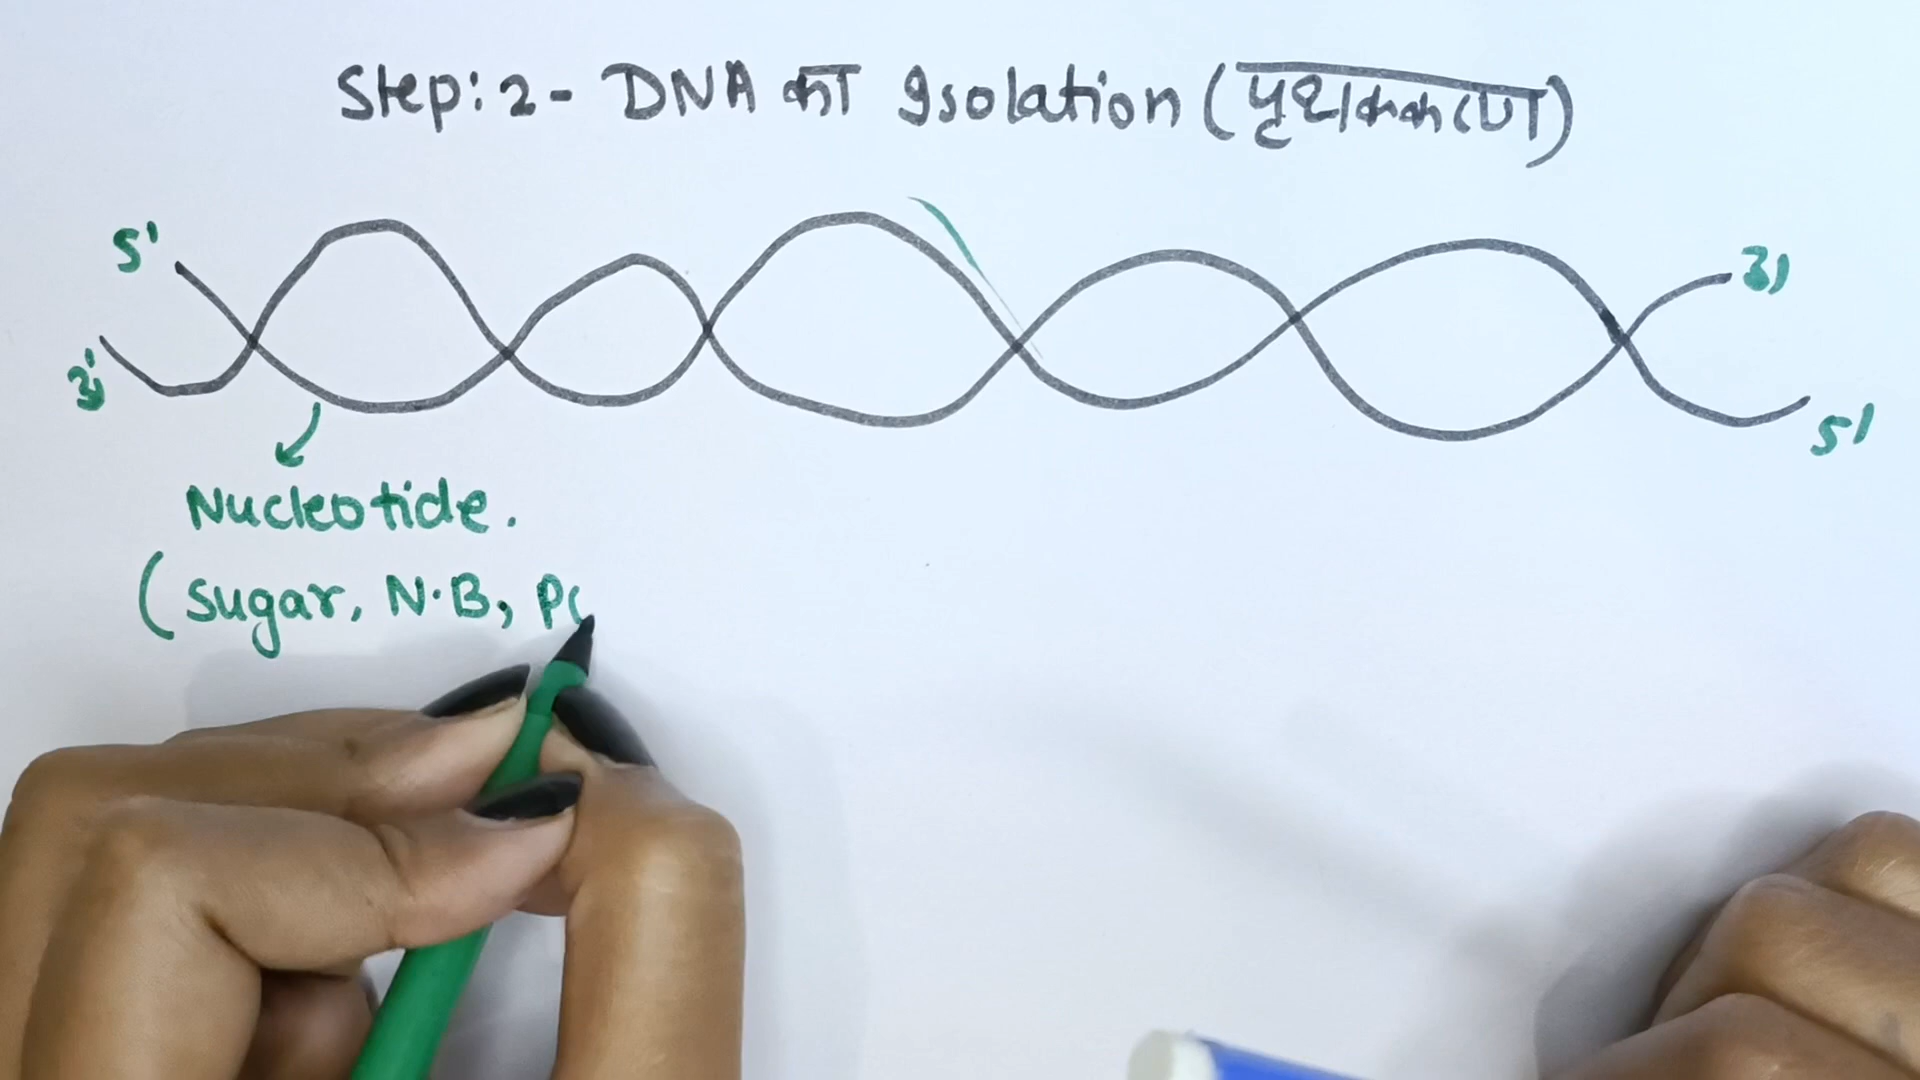 Step: 2 - DNA का Isolation (पृथक्करण)
5' 3'
3' 5'
Nucleotide.
(sugar, N.B, P